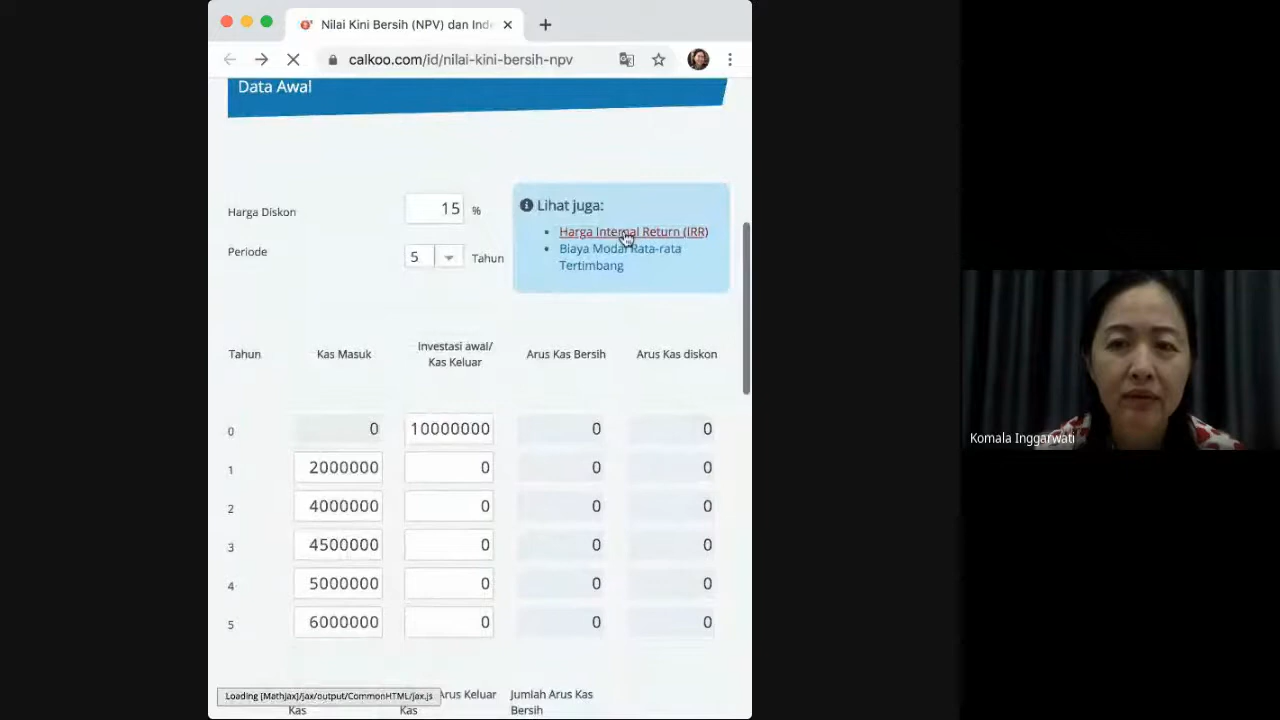 Nilai Kini Bersih (NPV) dan Inde
calkoo.com/id/nilai-kini-bersih-npv
Data Awal
Harga Diskon 15 %
Periode 5 Tahun
Lihat juga:
Harga Internal Return (IRR)
Biaya Modal Rata-rata
Tertimbang
Tahun Kas Masuk Investasi awal/ Kas Keluar Arus Kas Bersih Arus Kas diskon
0 0 10000000 0 0
1 2000000 0 0 0
2 4000000 0 0 0
3 4500000 0 0 0
4 5000000 0 0 0
5 6000000 0 0 0
Loading [MathJax]/jax/output/CommonHTML/jax.js
Arus Keluar Jumlah Arus Kas
Kas Kas Bersih
Komala Inggarwati